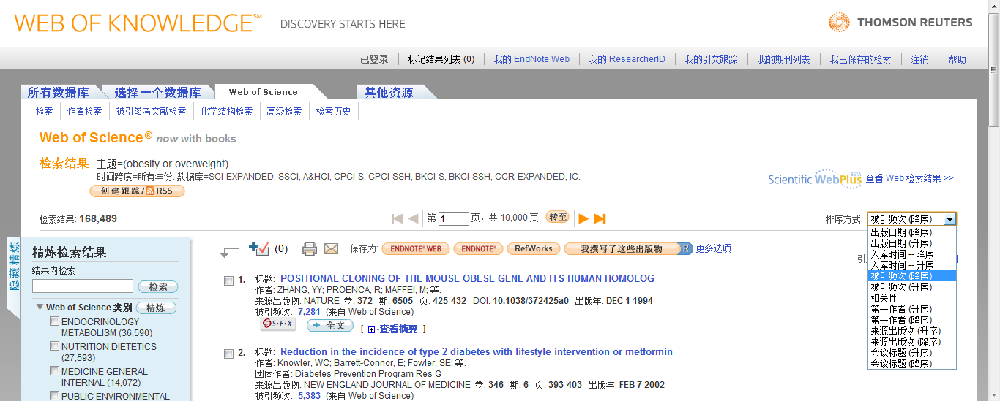 WEB OF KNOWLEDGE℠ DISCOVERY STARTS HERE THOMSON REUTERS
已登录 标记结果列表 (0) 我的 EndNote Web 我的 ResearcherID 我的引文跟踪 我的期刊列表 我已保存的检索 注销 帮助
所有数据库 选择一个数据库 Web of Science 其他资源
检索 作者检索 被引参考文献检索 化学结构检索 高级检索 检索历史
Web of Science® now with books
检索结果 主题=(obesity or overweight)
时间跨度=所有年份. 数据库=SCI-EXPANDED, SSCI, A&HCI, CPCI-S, CPCI-SSH, BKCI-S, BKCI-SSH, CCR-EXPANDED, IC.
Scientific WebPlus BETA 查看 Web 检索结果 >>
创建跟踪 / RSS
检索结果: 168,489 第 1 页，共 10,000 页 转至 排序方式: 被引频次 (降序)
出版日期 (降序)
出版日期 (升序)
入库时间 -- 降序
入库时间 -- 升序
被引频次 (降序)
被引频次 (升序)
相关性
第一作者 (升序)
第一作者 (降序)
来源出版物 (升序)
来源出版物 (降序)
会议标题 (升序)
会议标题 (降序)
隐藏精炼
精炼检索结果
结果内检索
检索
Web of Science 类别 精炼
ENDOCRINOLOGY
METABOLISM (36,590)
NUTRITION DIETETICS
(27,593)
MEDICINE GENERAL
INTERNAL (14,072)
PUBLIC ENVIRONMENTAL
(0) 保存为: ENDNOTE® WEB ENDNOTE® RefWorks 我撰写了这些出版物 R 更多选项
1. 标题: POSITIONAL CLONING OF THE MOUSE OBESE GENE AND ITS HUMAN HOMOLOG
作者: ZHANG, YY; PROENCA, R; MAFFEI, M; 等.
来源出版物: NATURE 卷: 372 期: 6505 页: 425-432 DOI: 10.1038/372425a0 出版年: DEC 1 1994
被引频次: 7,281 (来自 Web of Science)
S·F·X 全文 [ 查看摘要 ]
2. 标题: Reduction in the incidence of type 2 diabetes with lifestyle intervention or metformin
作者: Knowler, WC; Barrett-Connor, E; Fowler, SE; 等.
团体作者: Diabetes Prevention Program Res G
来源出版物: NEW ENGLAND JOURNAL OF MEDICINE 卷: 346 期: 6 页: 393-403 出版年: FEB 7 2002
被引频次: 5,383 (来自 Web of Science)